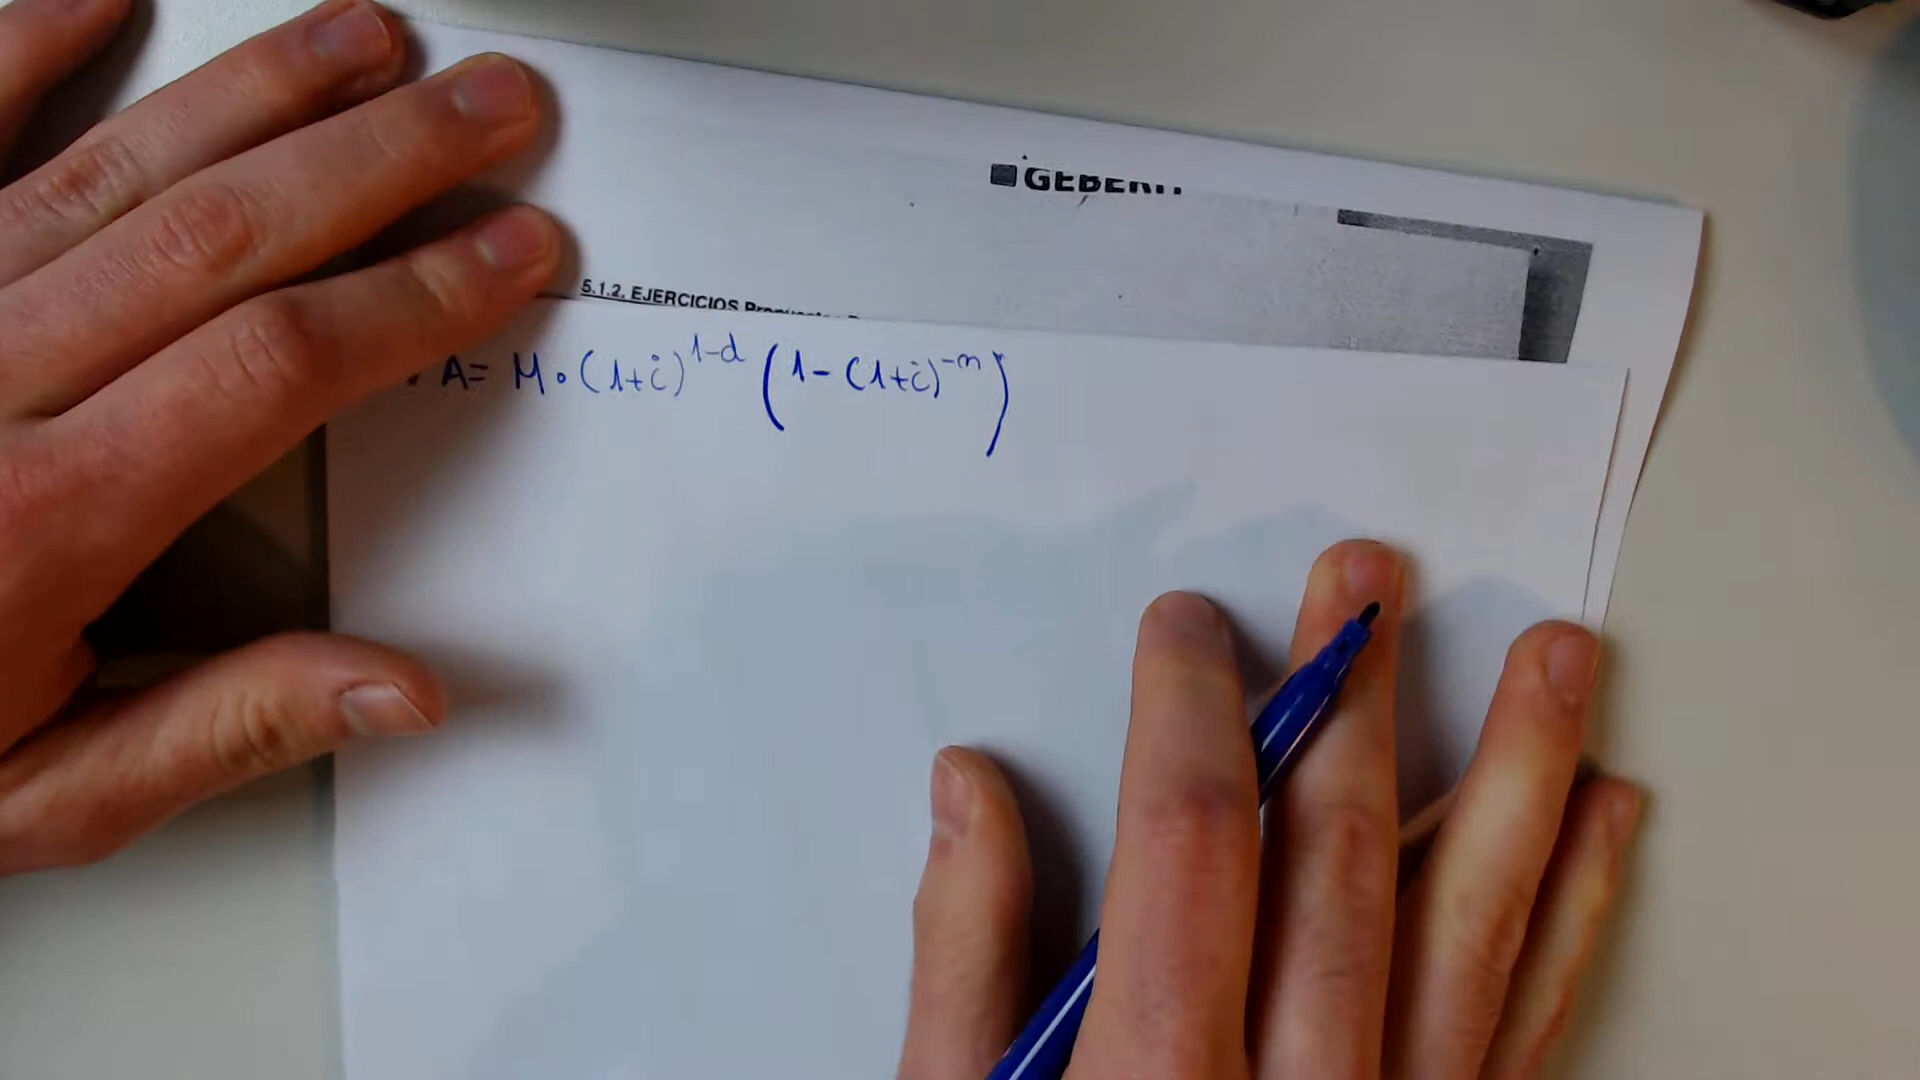 GEBERIT
5.1.2. EJERCICIOS
A = M · (1+i)^{1-d} (1 - (1+i)^{-n})